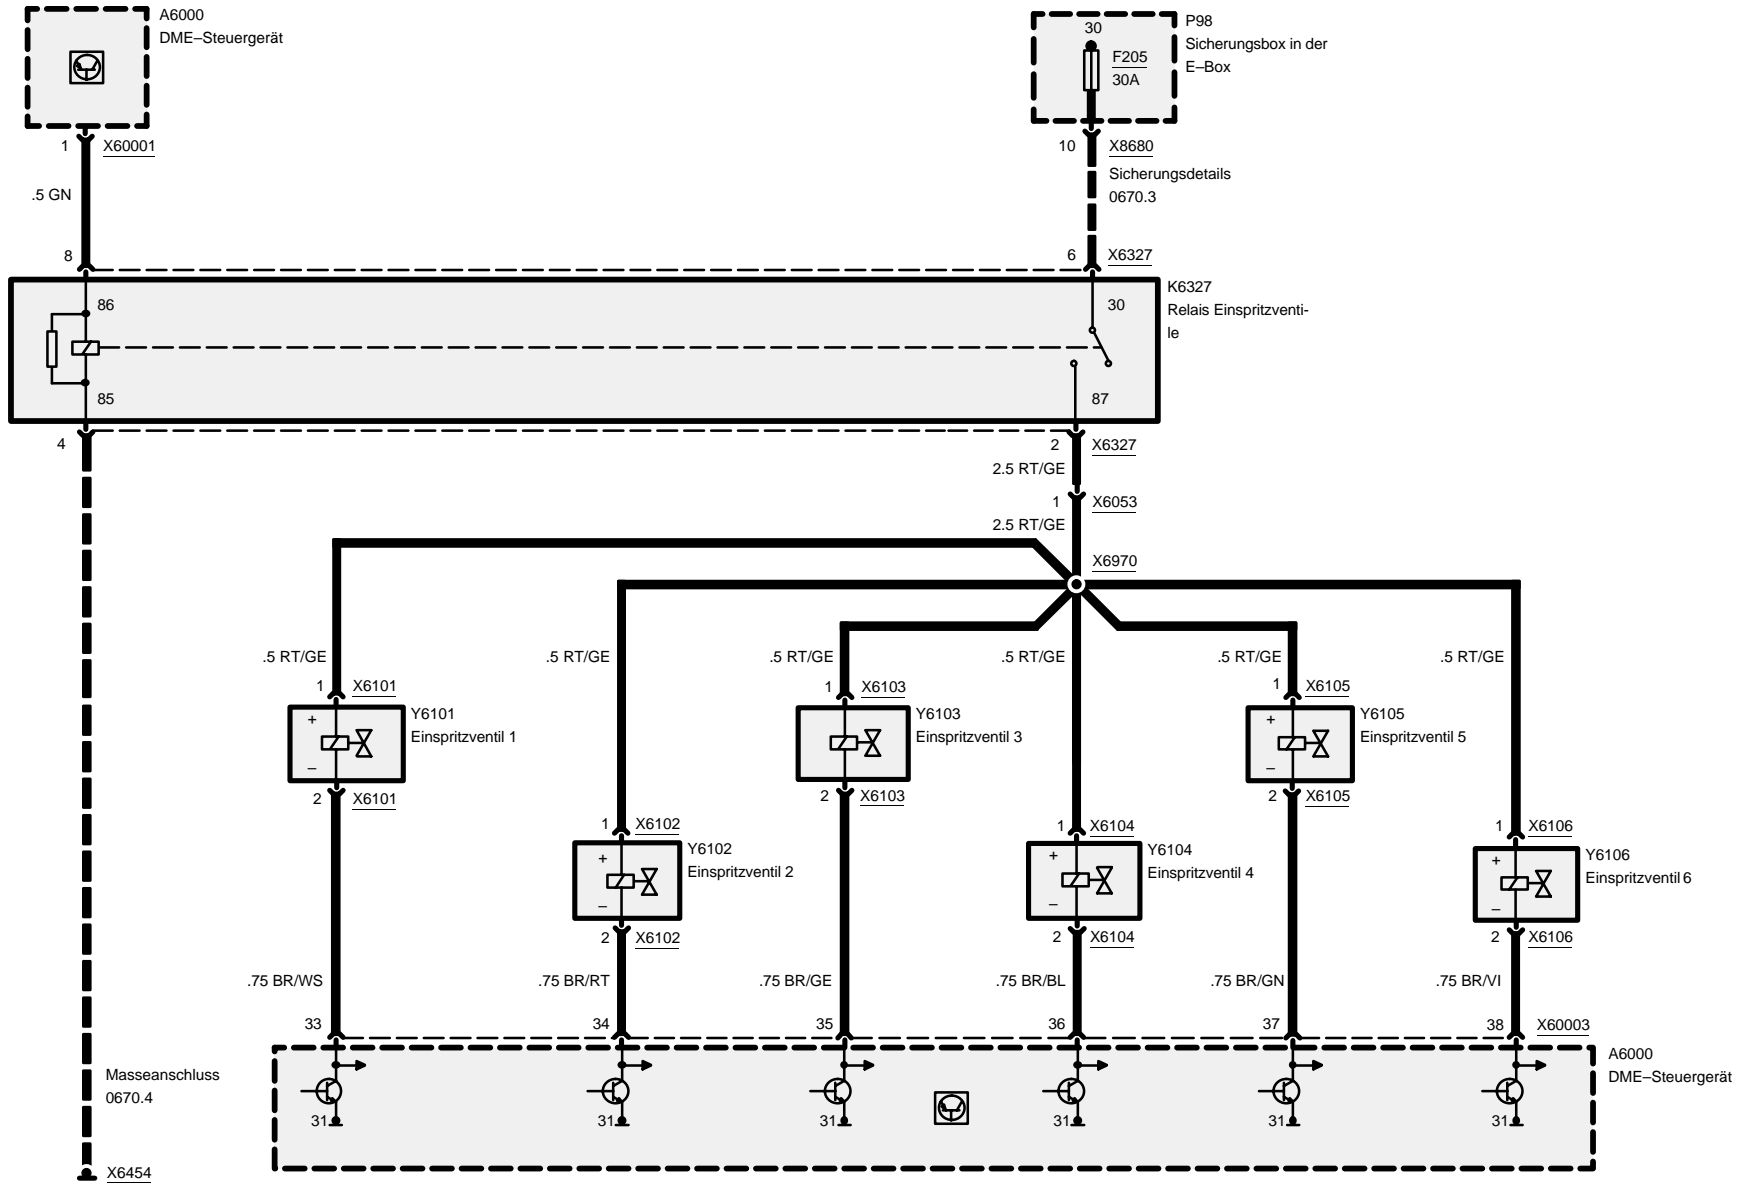 A6000
DME–Steuergerät
P98
Sicherungsbox in der
E–Box
30
F205
30A
1
X60001
10
X8680
Sicherungsdetails
0670.3
.5 GN
8
6
X6327
K6327
Relais Einspritzventi-
le
86
30
85
87
4
2
X6327
2.5 RT/GE
1
X6053
2.5 RT/GE
X6970
.5 RT/GE
.5 RT/GE
.5 RT/GE
.5 RT/GE
.5 RT/GE
.5 RT/GE
1
X6101
1
X6103
1
X6105
+
–
Y6101
Einspritzventil 1
Y6103
Einspritzventil 3
+
–
Y6105
Einspritzventil 5
2
X6101
2
X6103
2
X6105
1
X6102
1
X6104
1
X6106
+
–
Y6102
Einspritzventil 2
+
–
Y6104
Einspritzventil 4
+
–
Y6106
Einspritzventil 6
2
X6102
2
X6104
2
X6106
.75 BR/WS
.75 BR/RT
.75 BR/GE
.75 BR/BL
.75 BR/GN
.75 BR/VI
33
34
35
36
37
38
X60003
A6000
DME–Steuergerät
31
31
31
31
31
31
Masseanschluss
0670.4
X6454